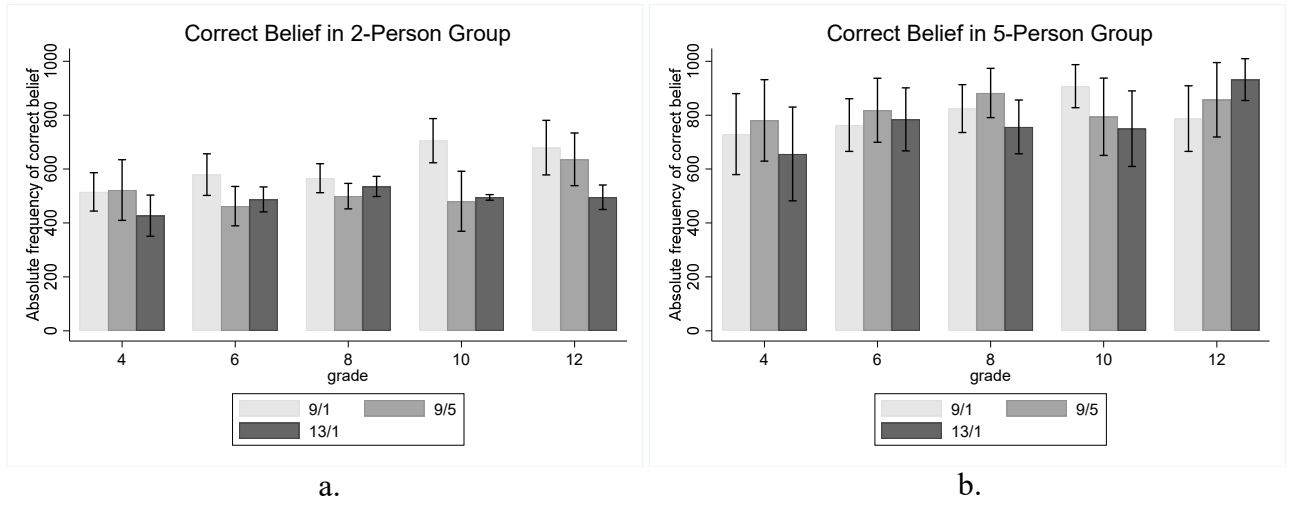 Correct Belief in 2-Person Group
Absolute frequency of correct belief
0 200 400 600 800 1000
4 6 8 10 12
grade
9/1 9/5
13/1
a.
Correct Belief in 5-Person Group
Absolute frequency of correct belief
0 200 400 600 800 1000
4 6 8 10 12
grade
9/1 9/5
13/1
b.